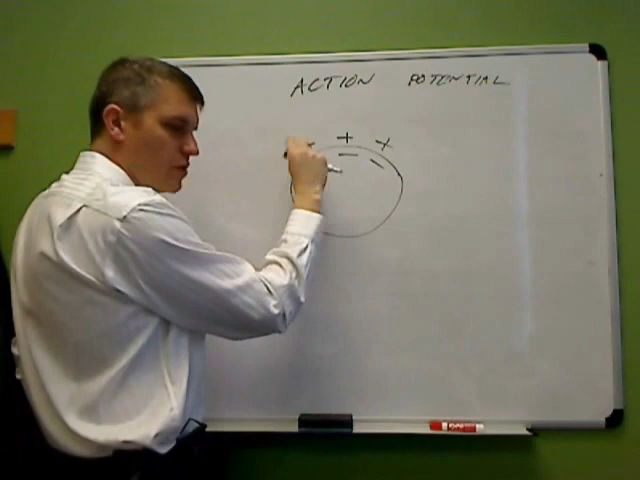 ACTION POTENTIAL
+ +
- -